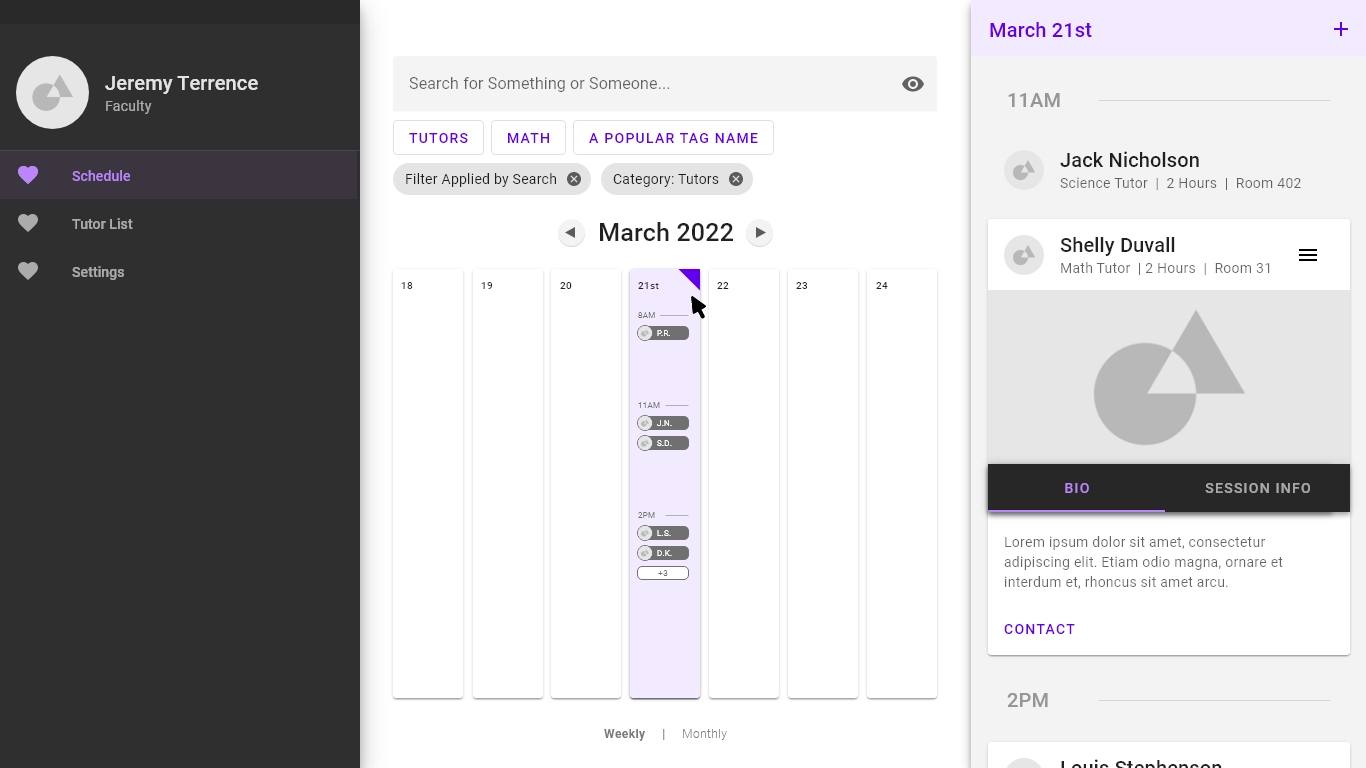 Jeremy Terrence
Faculty
Schedule
Tutor List
Settings
Search for Something or Someone...
TUTORS
MATH
A POPULAR TAG NAME
Filter Applied by Search
Category: Tutors
March 2022
18
19
20
21st
22
23
24
8AM
P.R.
11AM
J.N.
S.D.
2PM
L.S.
D.K.
+3
Weekly | Monthly
March 21st
11AM
Jack Nicholson
Science Tutor | 2 Hours | Room 402
Shelly Duvall
Math Tutor | 2 Hours | Room 31
BIO
SESSION INFO
Lorem ipsum dolor sit amet, consectetur
adipiscing elit. Etiam odio magna, ornare et
interdum et, rhoncus sit amet arcu.
CONTACT
2PM
Louis Stephenson